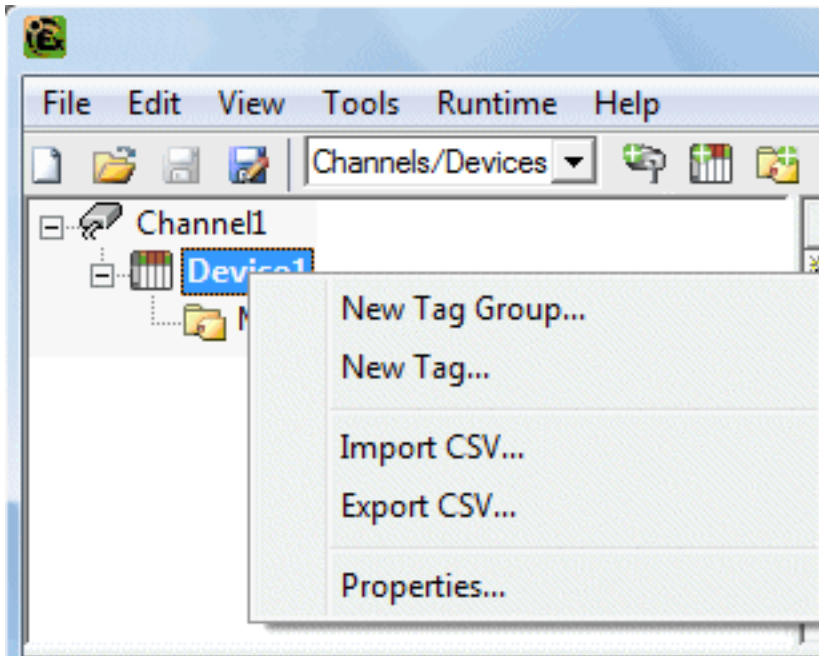 File Edit View Tools Runtime Help
Channels/Devices
Channel1
Device1
New Tag Group...
New Tag...
Import CSV...
Export CSV...
Properties...